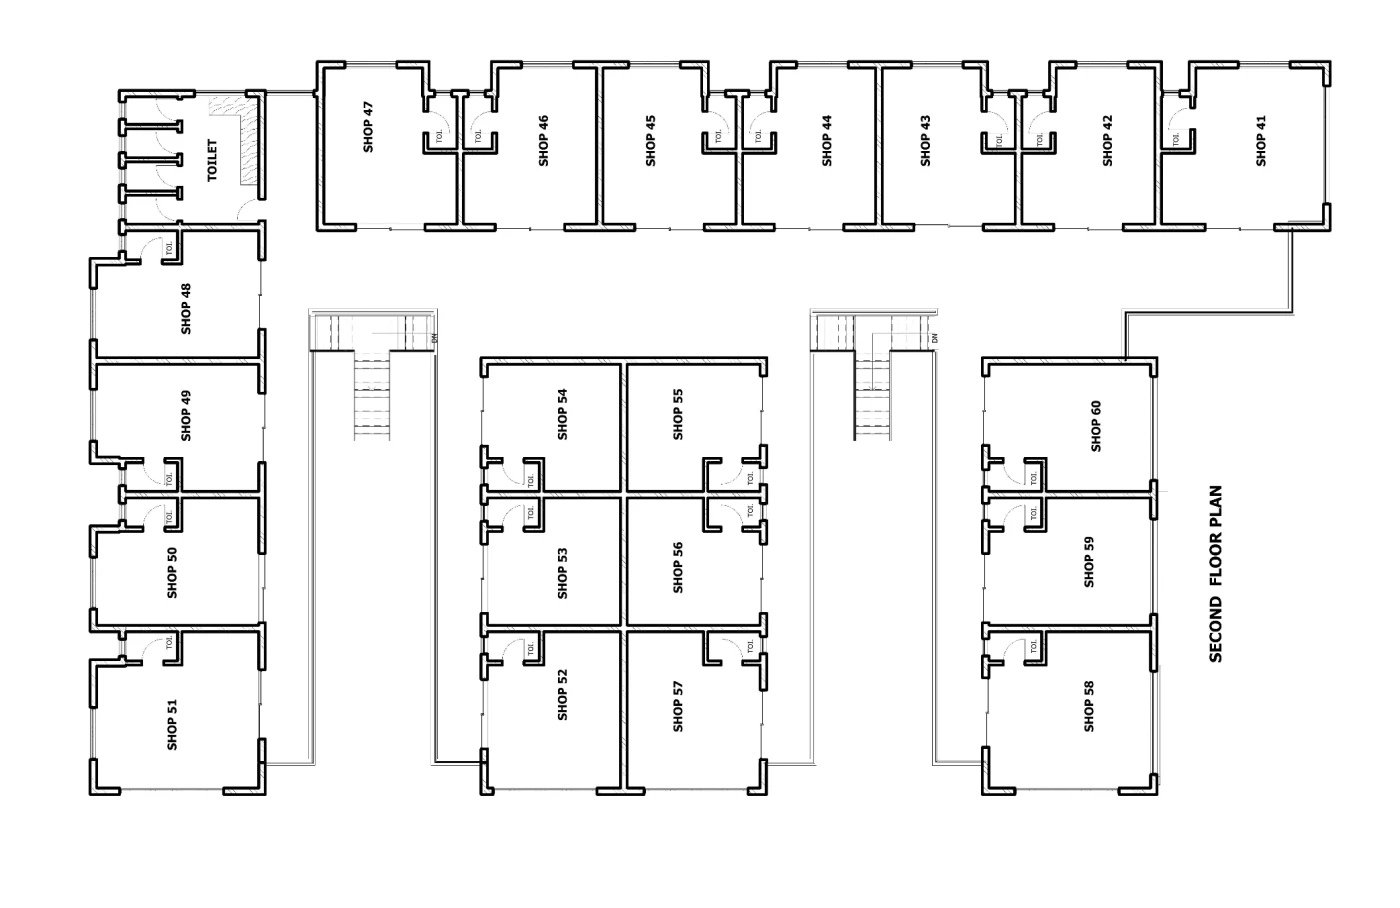 SHOP 47
TOI.
TOI.
SHOP 46
SHOP 45
TOI.
TOI.
SHOP 44
SHOP 43
TOI.
TOI.
SHOP 42
TOI.
SHOP 41
TOILET
TOI.
SHOP 48
SHOP 49
TOI.
TOI.
SHOP 50
TOI.
SHOP 51
DN
DN
SHOP 54
SHOP 55
TOI.
TOI.
TOI.
TOI.
SHOP 53
SHOP 56
TOI.
TOI.
SHOP 52
SHOP 57
SHOP 60
TOI.
TOI.
SHOP 59
TOI.
SHOP 58
SECOND FLOOR PLAN